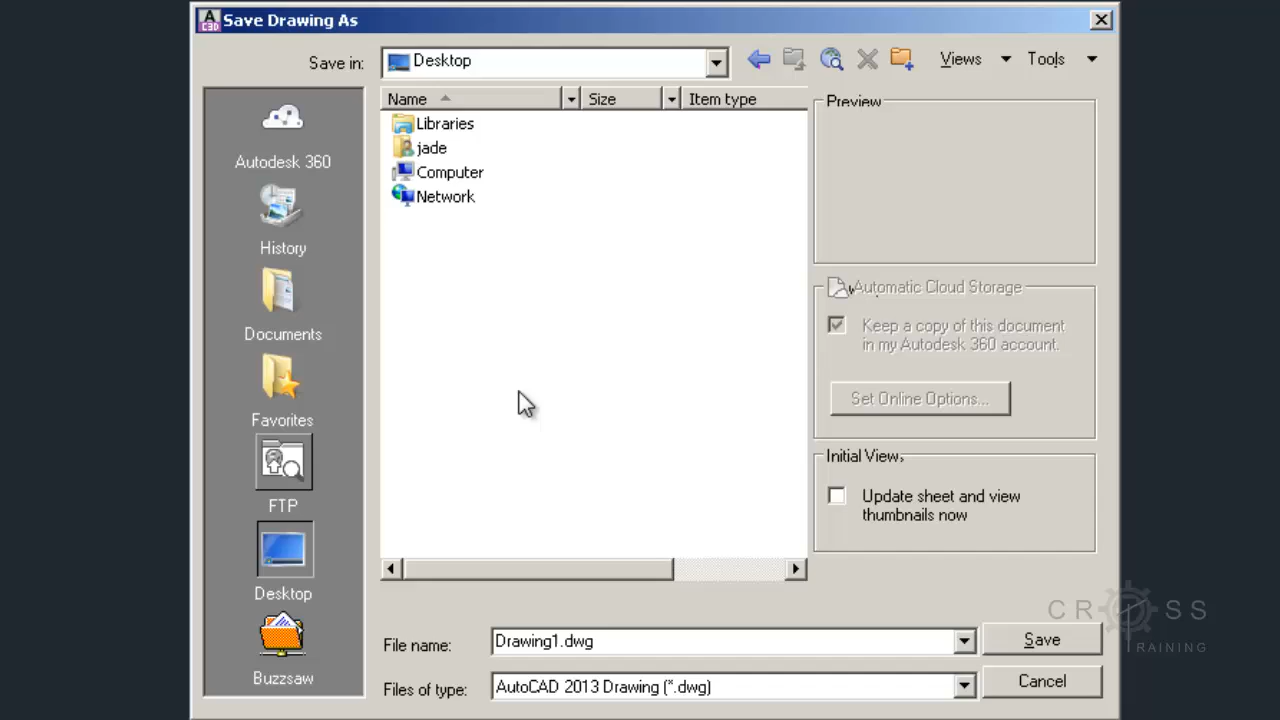 Save Drawing As
Save in:
Desktop
Views
Tools
Name
Size
Item type
Libraries
jade
Computer
Network
Autodesk 360
History
Documents
Favorites
FTP
Desktop
Buzzsaw
Preview
Automatic Cloud Storage
Keep a copy of this document
in my Autodesk 360 account.
Set Online Options...
Initial View
Update sheet and view
thumbnails now
File name:
Drawing1.dwg
Save
Files of type:
AutoCAD 2013 Drawing (*.dwg)
Cancel
CROSS
TRAINING